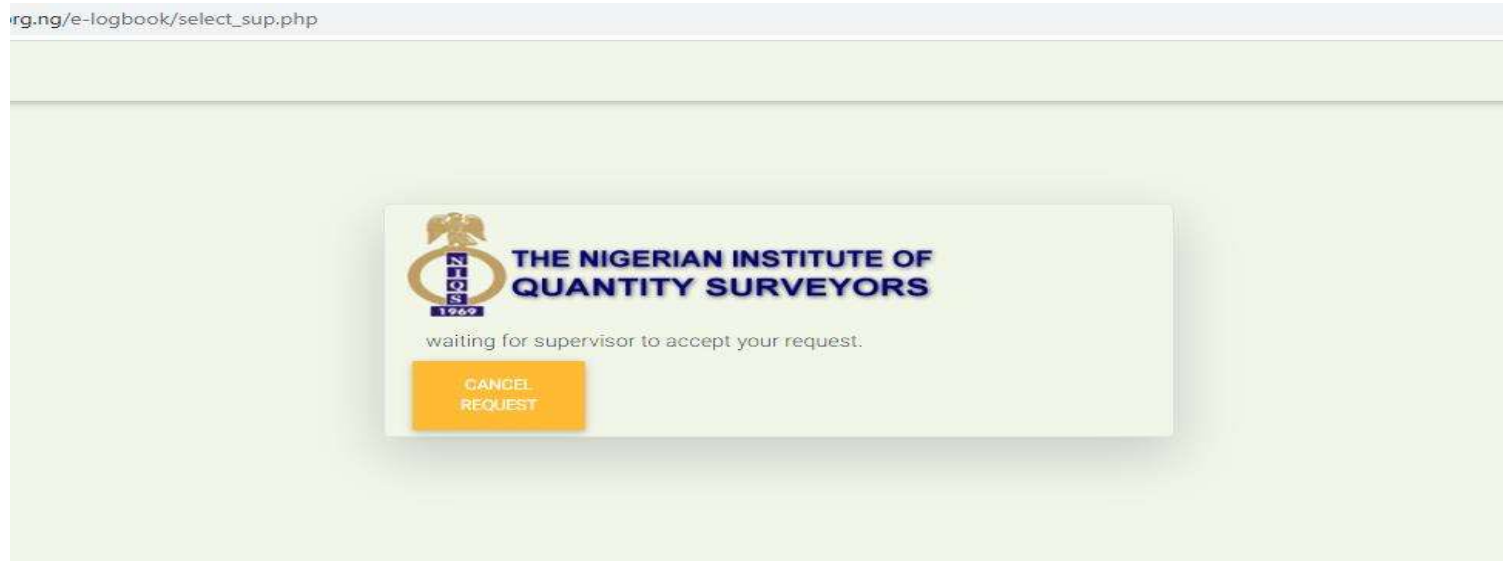 rg.ng/e-logbook/select_sup.php
THE NIGERIAN INSTITUTE OF
QUANTITY SURVEYORS
NIQS
1969
waiting for supervisor to accept your request.
CANCEL
REQUEST